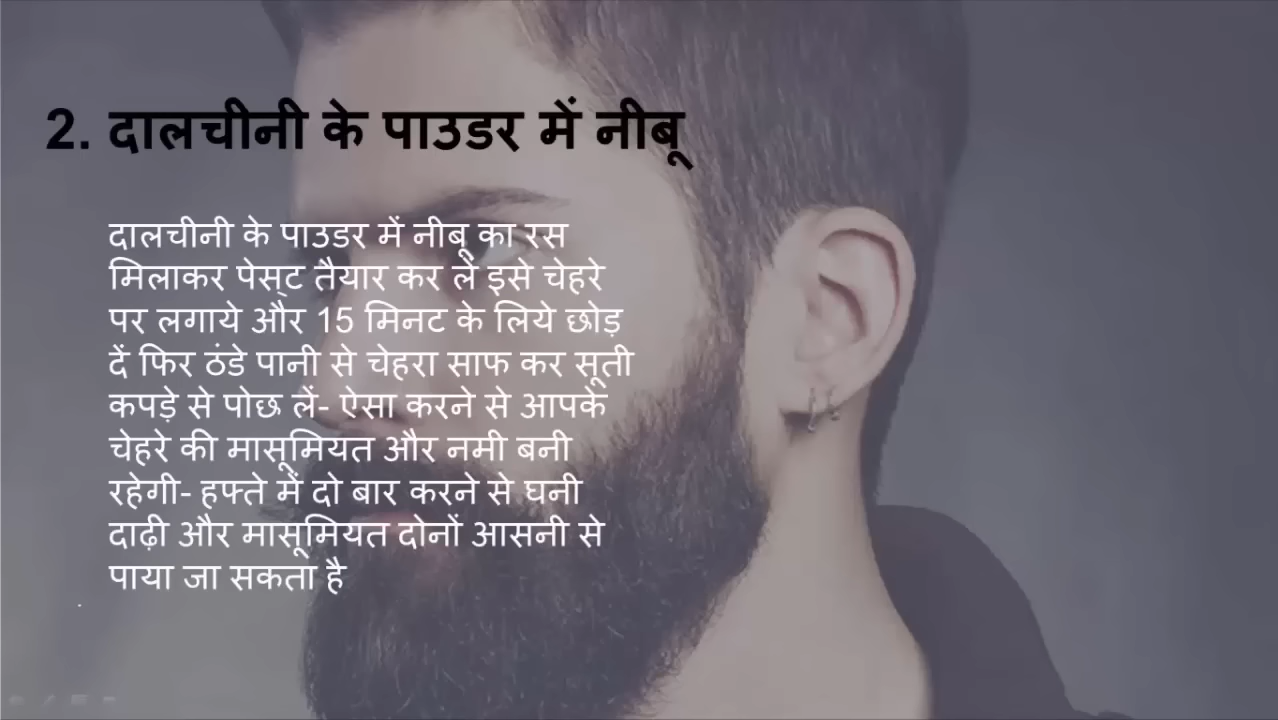 2. दालचीनी के पाउडर में नीबू
दालचीनी के पाउडर में नीबू का रस
मिलाकर पेस्ट तैयार कर लें इसे चेहरे
पर लगाये और 15 मिनट के लिये छोड़
दें फिर ठंडे पानी से चेहरा साफ कर सूती
कपड़े से पोछ लें- ऐसा करने से आपके
चेहरे की मासूमियत और नमी बनी
रहेगी- हफ्ते में दो बार करने से घनी
दाढ़ी और मासूमियत दोनों आसनी से
पाया जा सकता है